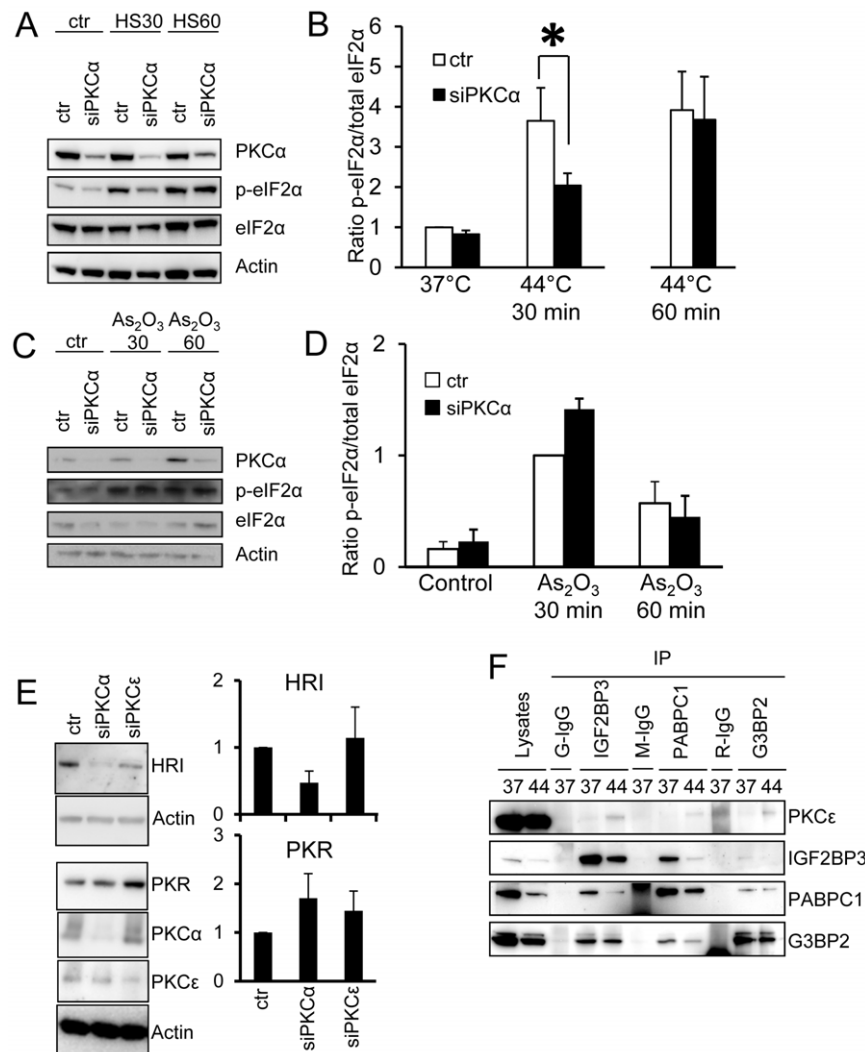 A
ctr HS30 HS60
ctr siPKCα ctr siPKCα ctr siPKCα
PKCα
p-eIF2α
eIF2α
Actin
B
Ratio p-eIF2α/total eIF2α
6
5
4
3
2
1
0
ctr
siPKCα
*
37°C
44°C
30 min
44°C
60 min
C
ctr As₂O₃ 30 As₂O₃ 60
ctr siPKCα ctr siPKCα ctr siPKCα
PKCα
p-eIF2α
eIF2α
Actin
D
Ratio p-eIF2α/total eIF2α
2
1
0
ctr
siPKCα
Control
As₂O₃
30 min
As₂O₃
60 min
E
ctr siPKCα siPKCε
HRI
Actin
PKR
PKCα
PKCε
Actin
HRI
2
1
0
PKR
2
1
0
ctr siPKCα siPKCε
F
IP
Lysates G-IgG IGF2BP3 M-IgG PABPC1 R-IgG G3BP2
37 44 37 37 44 37 37 44 37 37 44
PKCε
IGF2BP3
PABPC1
G3BP2